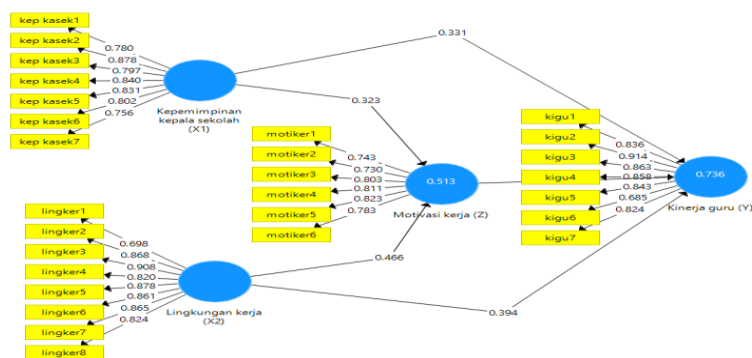 kep kasek1
kep kasek2
kep kasek3
kep kasek4
kep kasek5
kep kasek6
kep kasek7
0.780
0.878
0.797
0.840
0.831
0.802
0.756
Kepemimpinan
kepala sekolah
(X1)
0.331
0.323
motiker1
motiker2
motiker3
motiker4
motiker5
motiker6
0.743
0.730
0.803
0.811
0.823
0.783
0.513
Motivasi kerja (Z)
kigu1
kigu2
kigu3
kigu4
kigu5
kigu6
kigu7
0.836
0.914
0.863
0.858
0.843
0.685
0.824
0.736
Kinerja guru (Y)
lingker1
lingker2
lingker3
lingker4
lingker5
lingker6
lingker7
lingker8
0.698
0.868
0.908
0.820
0.878
0.861
0.865
0.824
Lingkungan kerja
(X2)
0.466
0.394